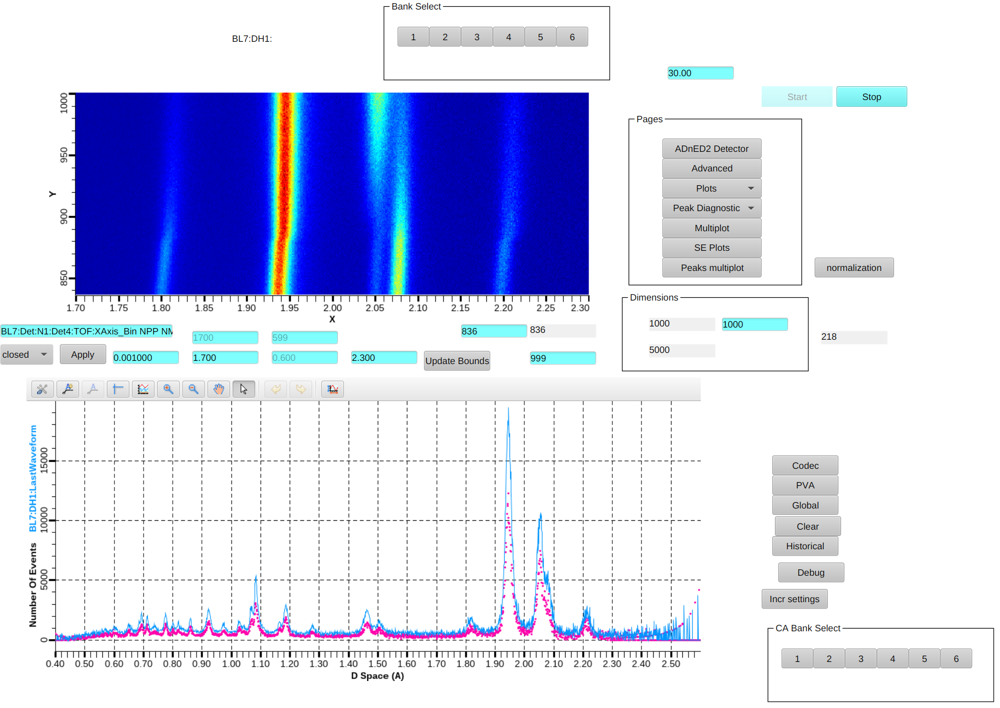 Bank Select
BL7:DH1:
1 2 3 4 5 6
30.00
Start Stop
Pages
ADnED2 Detector
Advanced
Plots
Peak Diagnostic
Multiplot
SE Plots
Peaks multiplot
normalization
1000
950
900
850
Y
1.70 1.75 1.80 1.85 1.90 1.95 2.00 2.05 2.10 2.15 2.20 2.25 2.30
X
Dimensions
1000 1000
5000
218
BL7:Det:N1:Det4:TOF:XAxis_Bin NPP NM
1700 599 836 836
closed Apply 0.001000 1.700 0.600 2.300 Update Bounds 999
BL7:DH1:LastWaveform
Number Of Events
15000
10000
5000
0
0.40 0.50 0.60 0.70 0.80 0.90 1.00 1.10 1.20 1.30 1.40 1.50 1.60 1.70 1.80 1.90 2.00 2.10 2.20 2.30 2.40 2.50
D Space (A)
Codec
PVA
Global
Clear
Historical
Debug
Incr settings
CA Bank Select
1 2 3 4 5 6